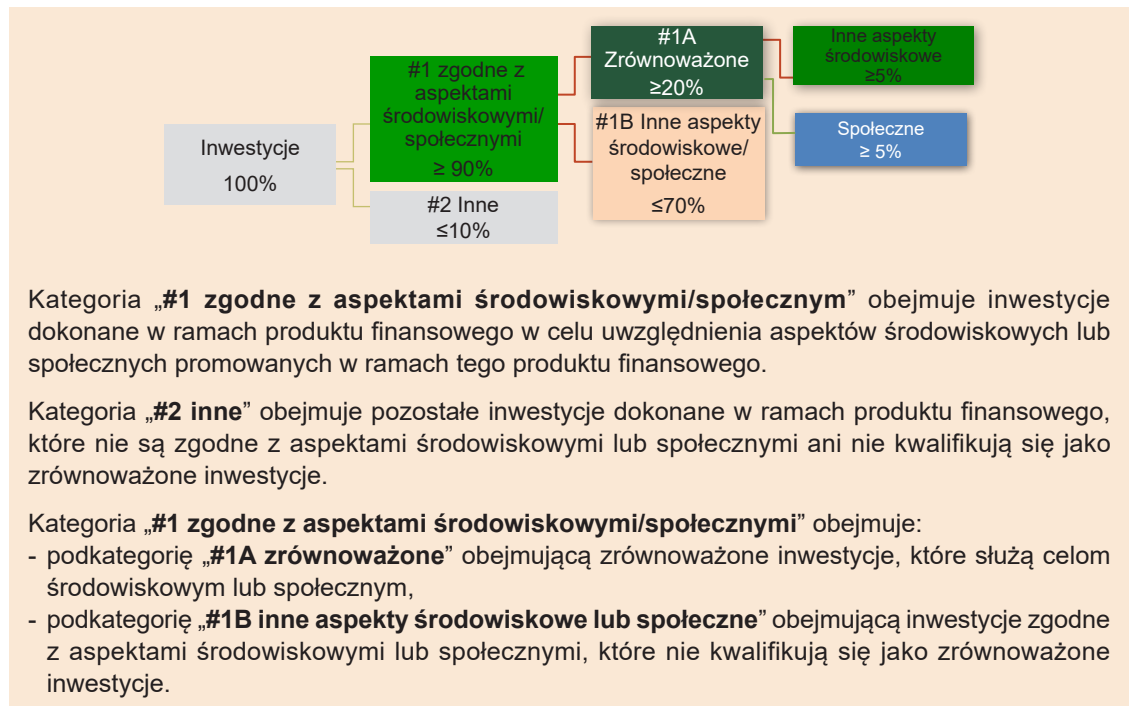 Inwestycje
100%
#1 zgodne z
aspektami
środowiskowymi/
społecznymi
≥ 90%
#2 Inne
≤10%
#1A
Zrównoważone
≥20%
#1B Inne aspekty
środowiskowe/
społeczne
≤70%
Inne aspekty
środowiskowe
≥5%
Społeczne
≥ 5%
Kategoria „#1 zgodne z aspektami środowiskowymi/społecznym” obejmuje inwestycje
dokonane w ramach produktu finansowego w celu uwzględnienia aspektów środowiskowych lub
społecznych promowanych w ramach tego produktu finansowego.
Kategoria „#2 inne” obejmuje pozostałe inwestycje dokonane w ramach produktu finansowego,
które nie są zgodne z aspektami środowiskowymi lub społecznymi ani nie kwalifikują się jako
zrównoważone inwestycje.
Kategoria „#1 zgodne z aspektami środowiskowymi/społecznymi” obejmuje:
- podkategorię „#1A zrównoważone” obejmującą zrównoważone inwestycje, które służą celom
środowiskowym lub społecznym,
- podkategorię „#1B inne aspekty środowiskowe lub społeczne” obejmującą inwestycje zgodne
z aspektami środowiskowymi lub społecznymi, które nie kwalifikują się jako zrównoważone
inwestycje.